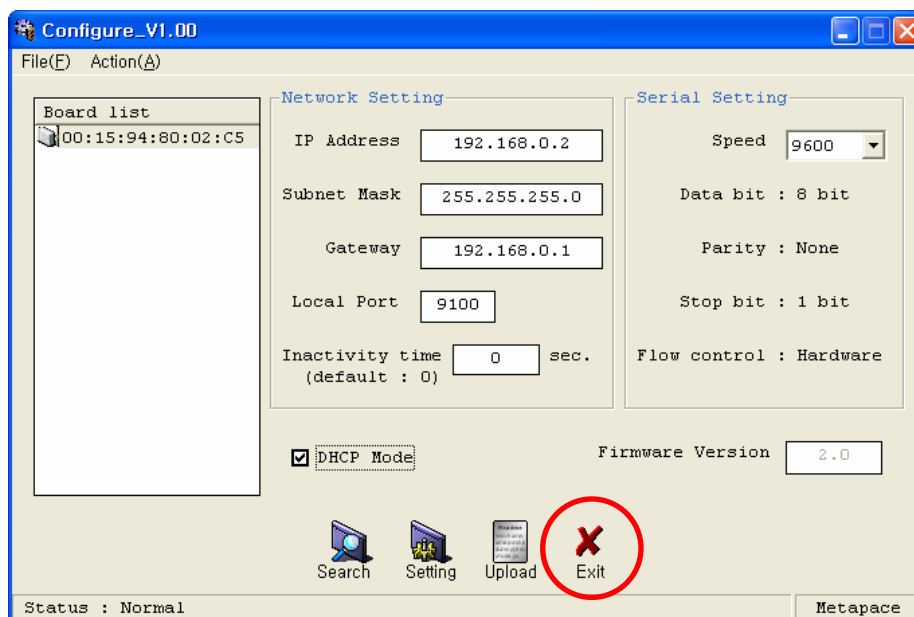 Configure_V1.00
File(F) Action(A)
Board list
00:15:94:80:02:C5
Network Setting
IP Address 192.168.0.2
Subnet Mask 255.255.255.0
Gateway 192.168.0.1
Local Port 9100
Inactivity time 0 sec.
(default : 0)
Serial Setting
Speed 9600
Data bit : 8 bit
Parity : None
Stop bit : 1 bit
Flow control : Hardware
DHCP Mode
Firmware Version 2.0
Search Setting Upload Exit
Status : Normal Metapace